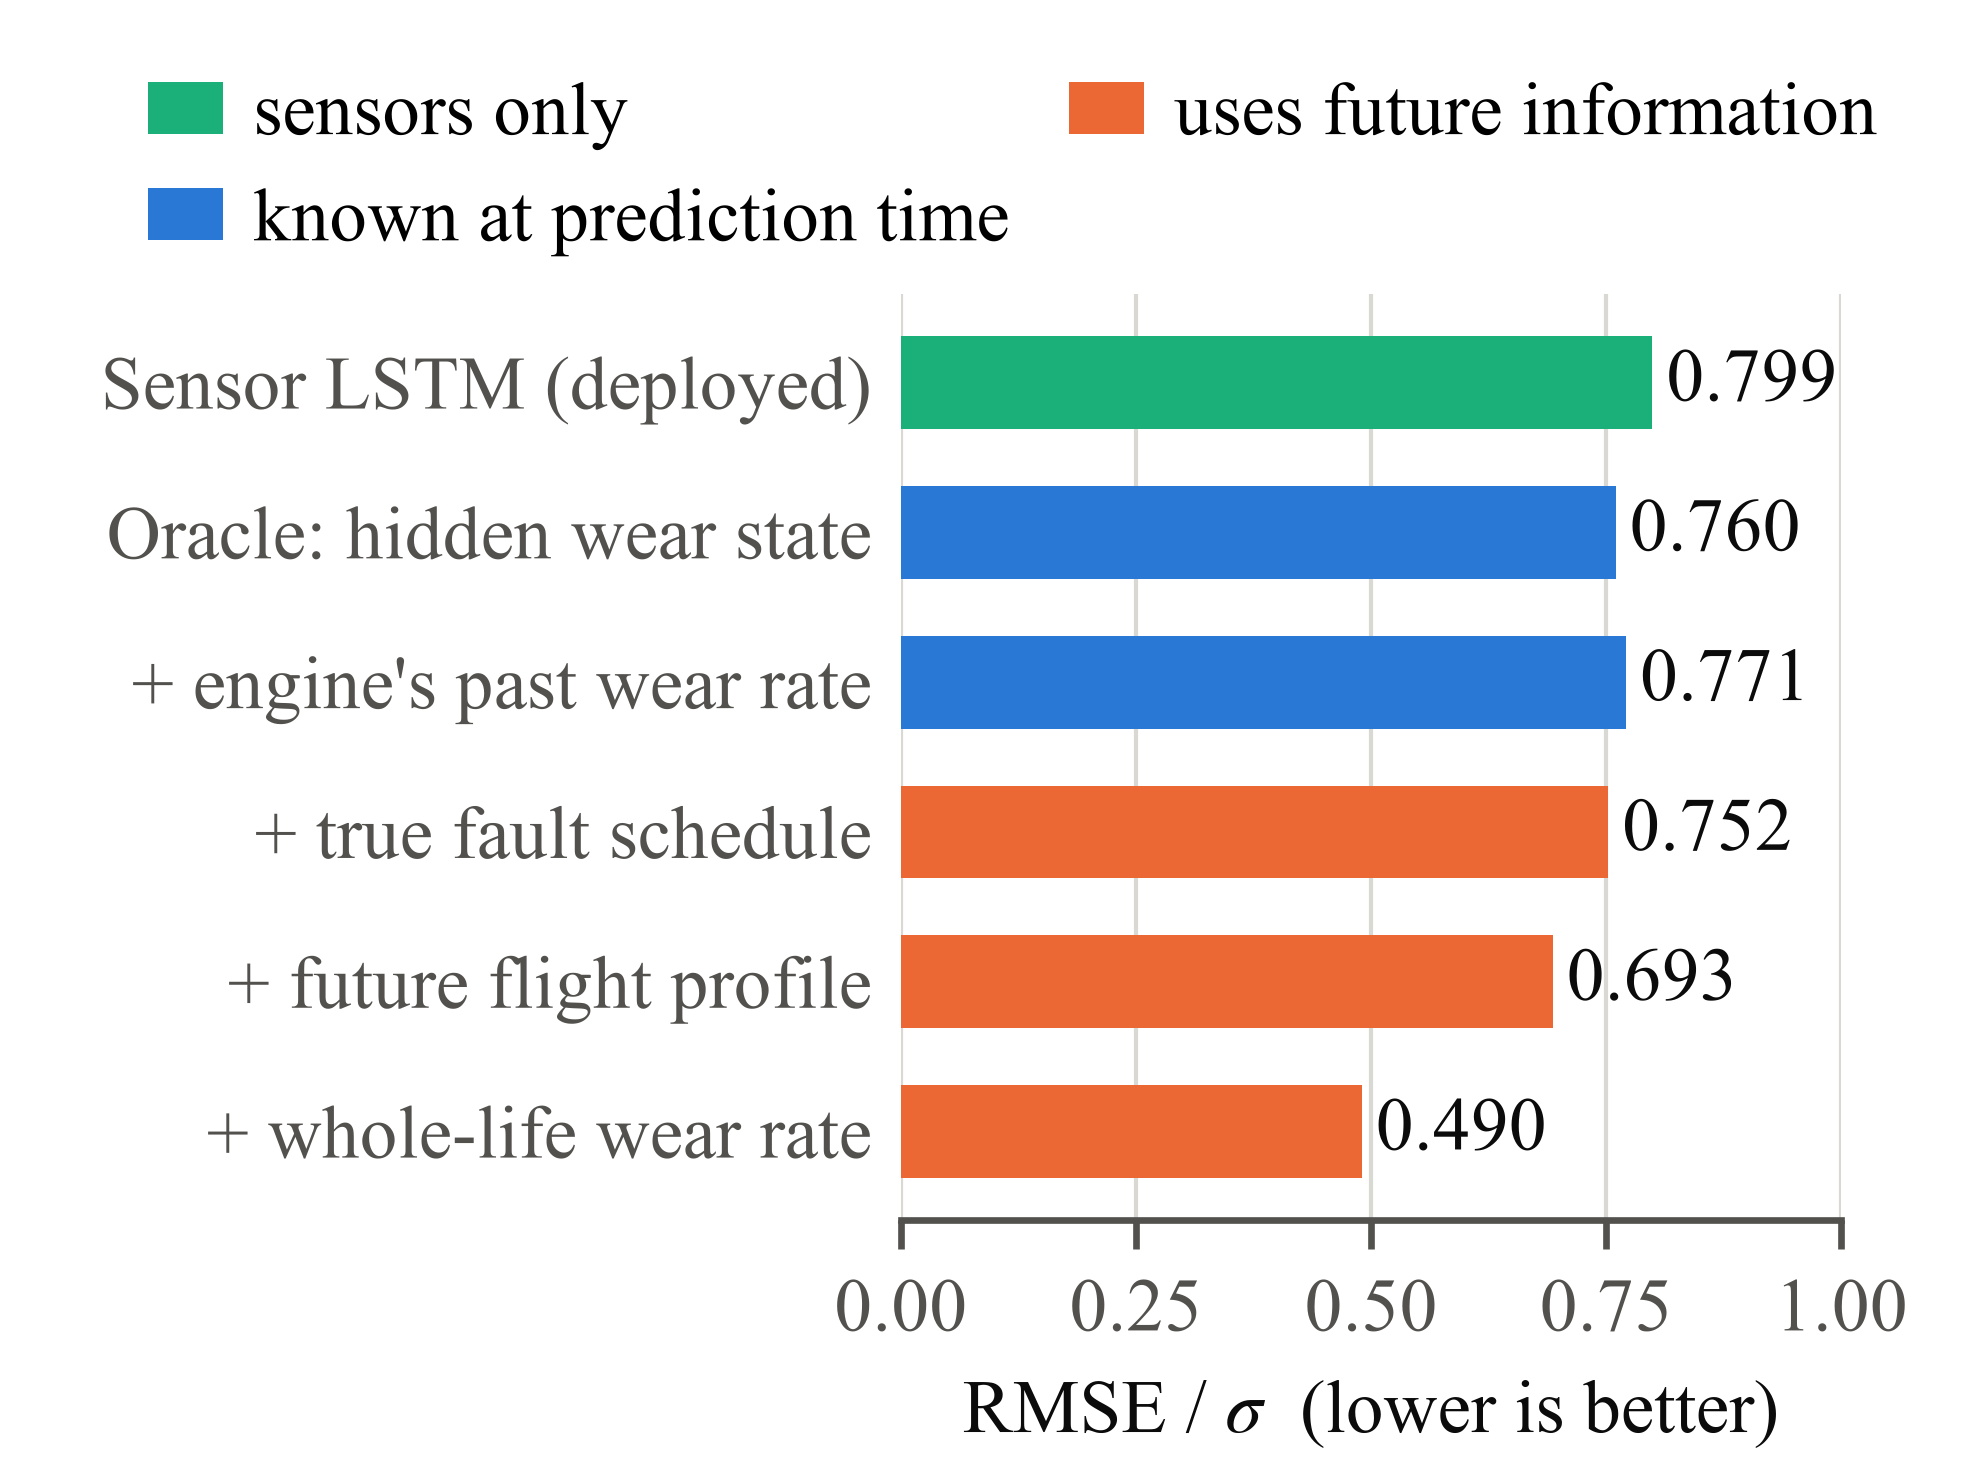 sensors only
uses future information
known at prediction time
Sensor LSTM (deployed)
0.799
Oracle: hidden wear state
0.760
+ engine's past wear rate
0.771
+ true fault schedule
0.752
+ future flight profile
0.693
+ whole-life wear rate
0.490
0.00 0.25 0.50 0.75 1.00
RMSE / σ (lower is better)